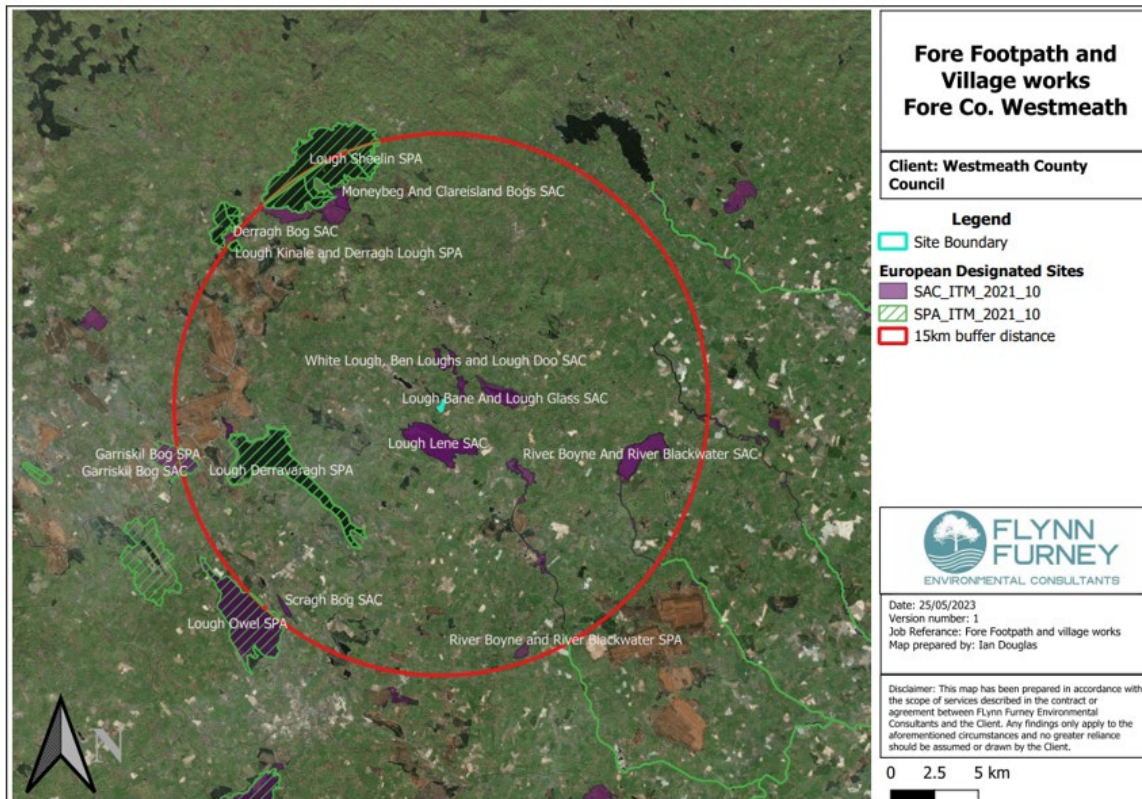 Fore Footpath and
Village works
Fore Co. Westmeath
Client: Westmeath County
Council
Legend
Site Boundary
European Designated Sites
SAC_ITM_2021_10
SPA_ITM_2021_10
15km buffer distance
Lough Sheelin SPA
Moneybeg And Clareisland Bogs SAC
Derragh Bog SAC
Lough Kinale and Derragh Lough SPA
White Lough, Ben Loughs and Lough Doo SAC
Lough Bane And Lough Glass SAC
Lough Lene SAC
River Boyne And River Blackwater SAC
Garriskil Bog SPA
Garriskil Bog SAC
Lough Derravaragh SPA
Scragh Bog SAC
Lough Owel SPA
River Boyne and River Blackwater SPA
N
FLYNN
FURNEY
ENVIRONMENTAL CONSULTANTS
Date: 25/05/2023
Version number: 1
Job Referance: Fore Footpath and village works
Map prepared by: Ian Douglas
Disclaimer: This map has been prepared in accordance with
the scope of services described in the contract or
agreement between FLynn Furney Environmental
Consultants and the Client. Any findings only apply to the
aforementioned circumstances and no greater reliance
should be assumed or drawn by the Client.
0 2.5 5 km